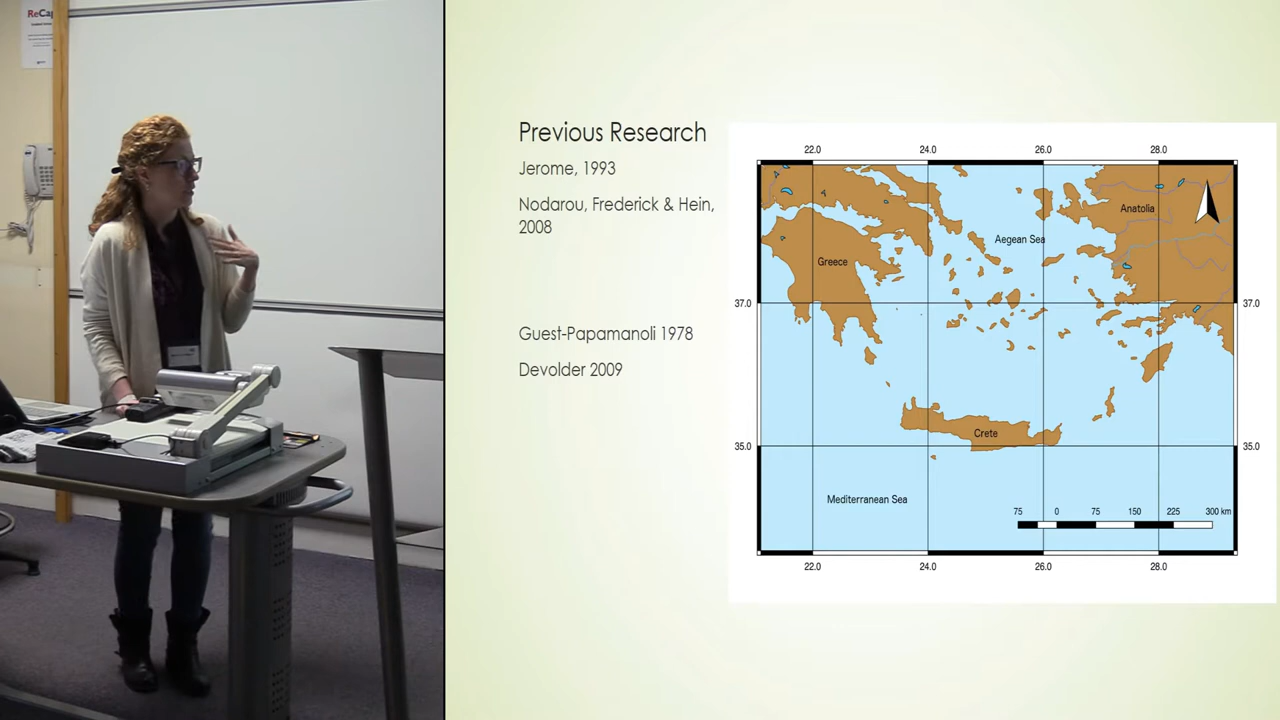 ReCap
Previous Research
Jerome, 1993
Nodarou, Frederick & Hein,
2008
Guest-Papamanoli 1978
Devolder 2009
22.0 24.0 26.0 28.0
Anatolia
Aegean Sea
Greece
37.0 37.0
Crete
35.0 35.0
Mediterranean Sea
75 0 75 150 225 300 km
22.0 24.0 26.0 28.0